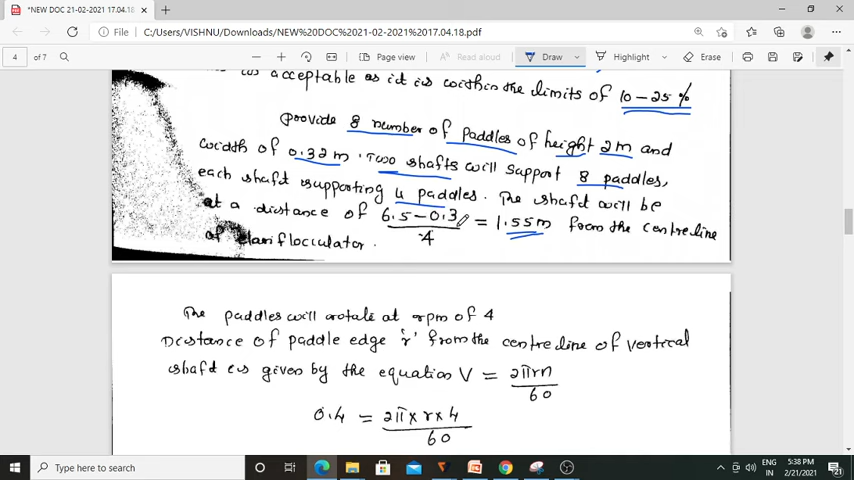 *NEW DOC 21-02-2021 17.04.18
File
C:/Users/VISHNU/Downloads/NEW%20DOC%2021-02-2021%2017.04.18.pdf
4 of 7
Page view
Read aloud
Draw
Highlight
Erase
is acceptable as it is within the limits of 10-25 %
Provide 8 number of paddles of height 2m and
width of 0.32 m. Two shafts will support 8 paddles,
each shaft supporting 4 paddles. The shaft will be
at a distance of 6.5-0.3 / 4 = 1.55m from the centreline
of clariflocculator.
The paddles will rotate at rpm of 4
Distance of paddle edge 'r' from the centreline of vertical
shaft is given by the equation V = 2πrn / 60
0.4 = 2π×r×4 / 60
Type here to search
ENG
IN
5:38 PM
2/21/2021
21